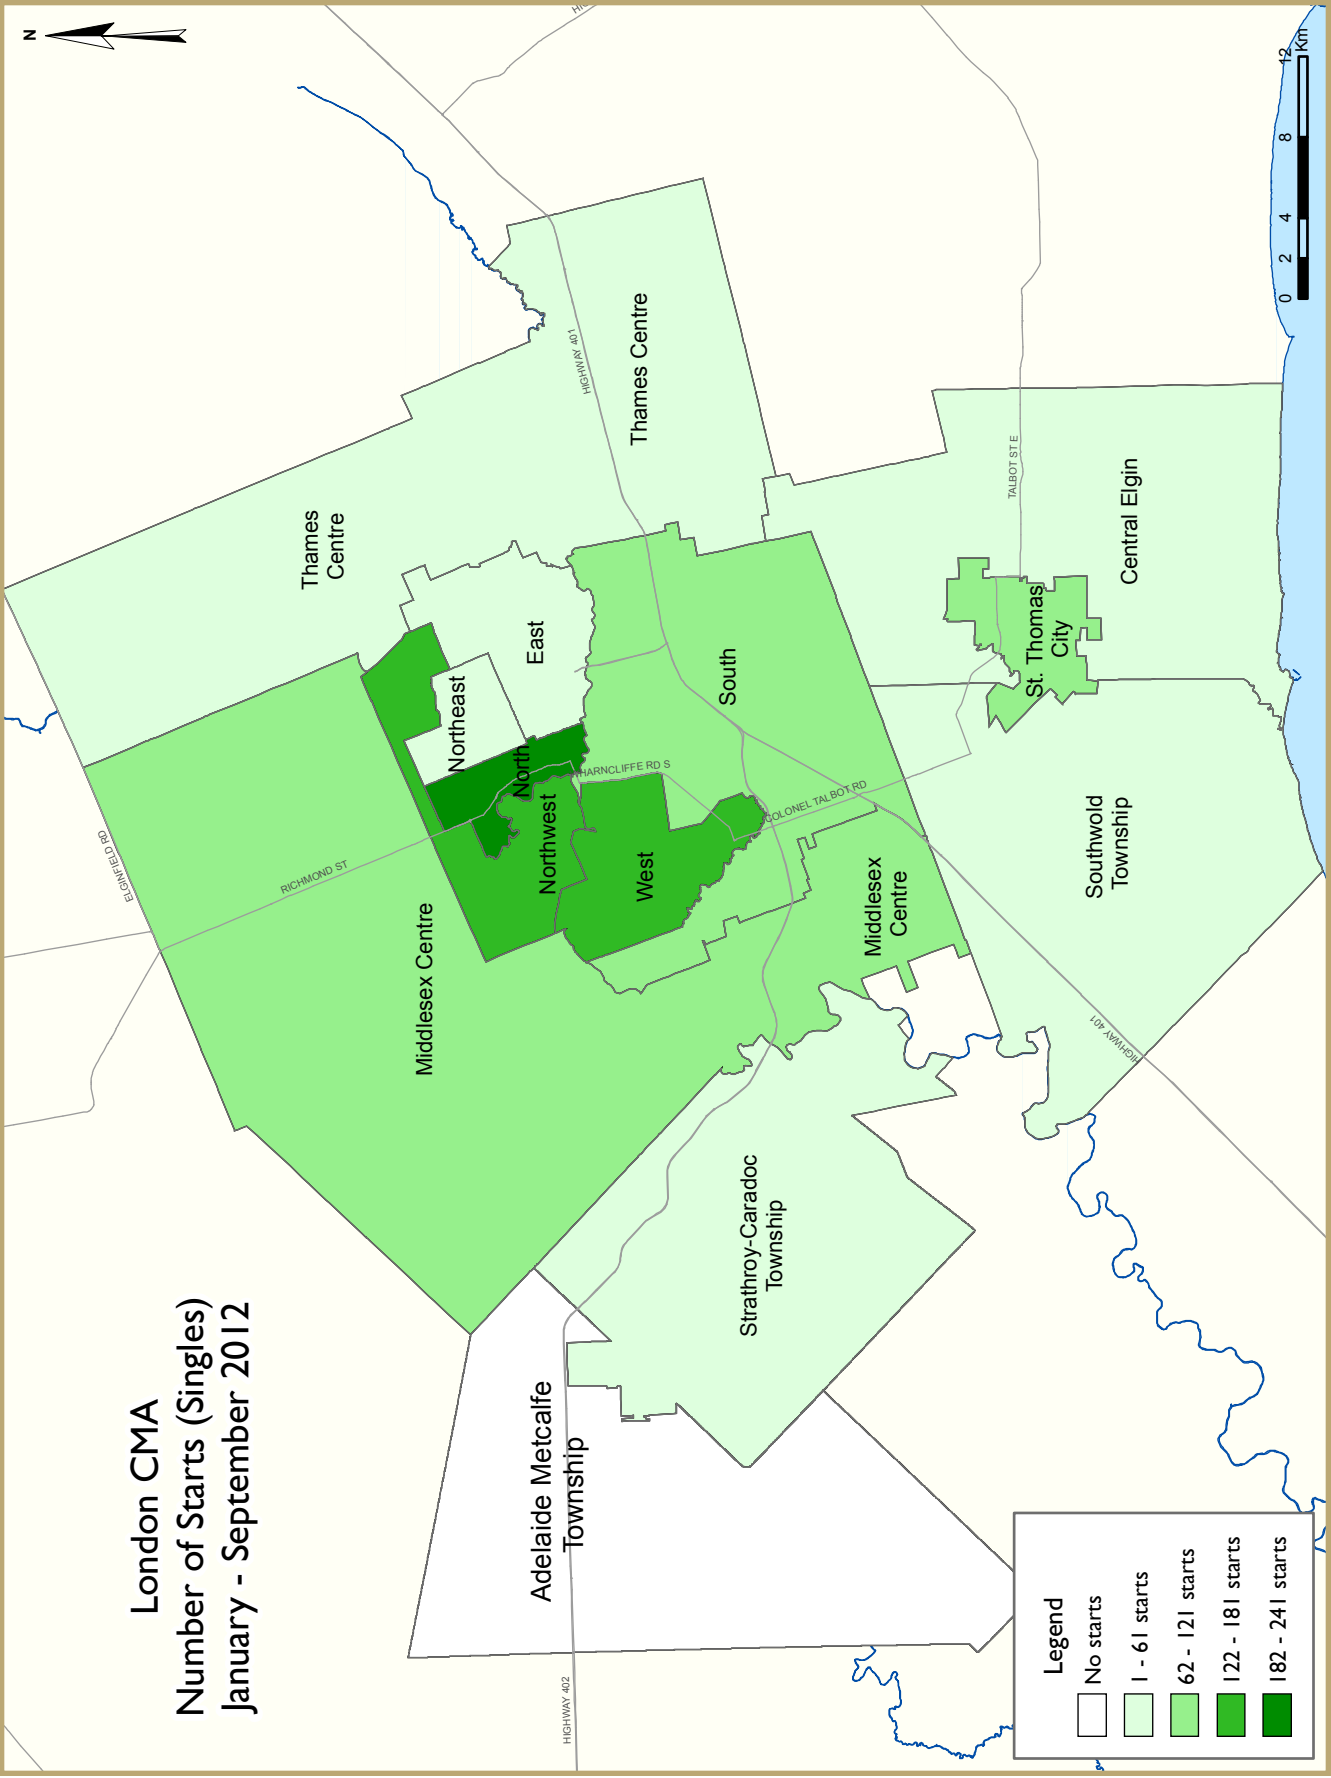 London CMA
Number of Starts (Singles)
January - September 2012
N
ELGINFIELD RD
RICHMOND ST
Middlesex Centre
Thames
Centre
Northeast
North
East
Northwest
West
HARNCLIFFE RD S
South
HIGHWAY 401
Thames Centre
Adelaide Metcalfe
Township
HIGHWAY 402
Strathroy-Caradoc
Township
Middlesex
Centre
COLONEL TALBOT RD
TALBOT ST E
St. Thomas
City
Central Elgin
Southwold
Township
HIGHWAY 401
Legend
No starts
1 - 61 starts
62 - 121 starts
122 - 181 starts
182 - 241 starts
0 2 4 8 12
Km